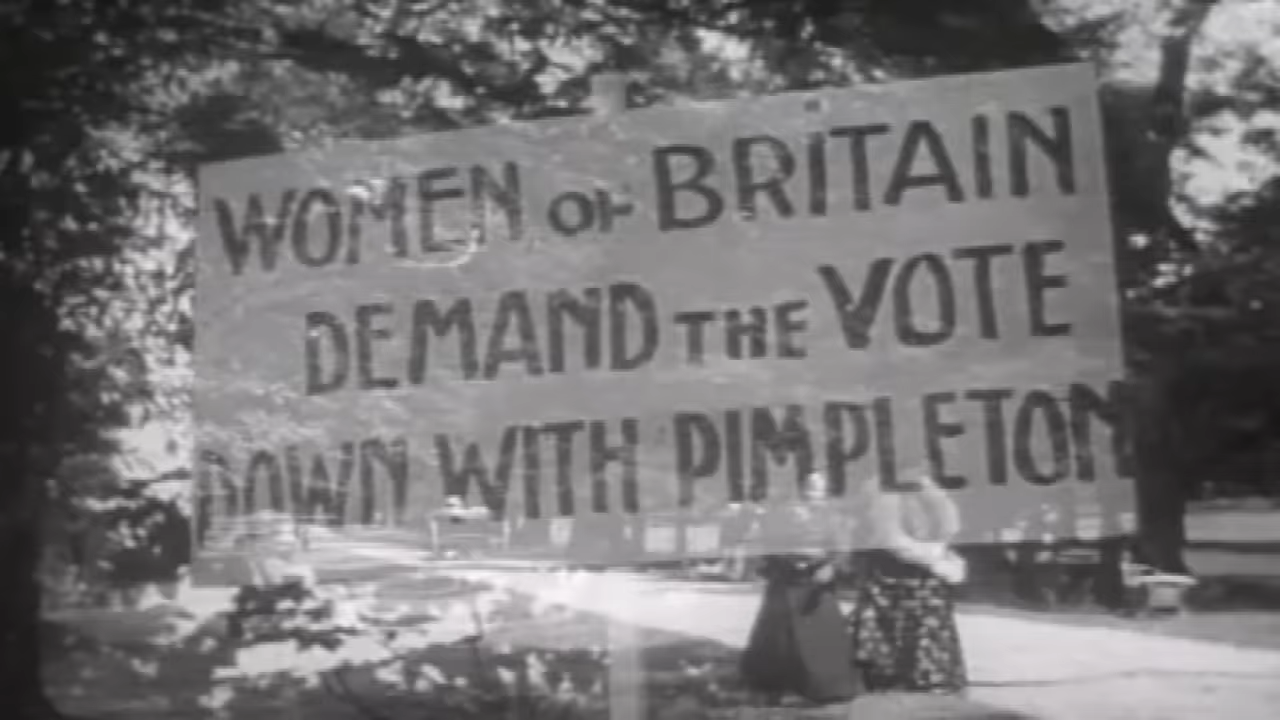 WOMEN OF BRITAIN
DEMAND THE VOTE
DOWN WITH PIMPLETON